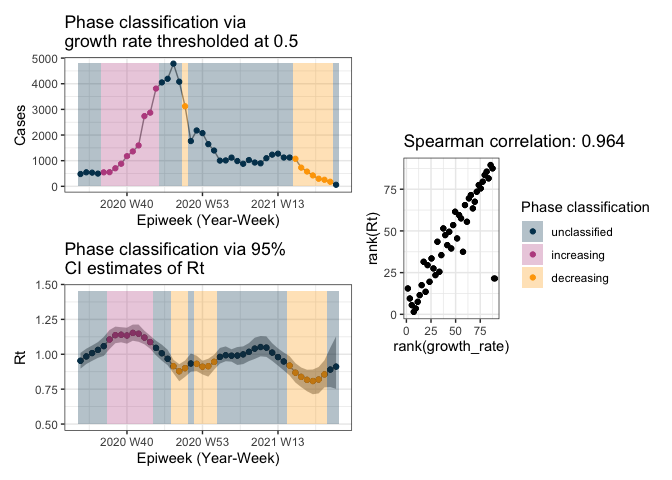 Phase classification via
growth rate thresholded at 0.5
5000
4000
3000
2000
1000
0
Cases
2020 W40 2020 W53 2021 W13
Epiweek (Year-Week)
Phase classification via 95%
CI estimates of Rt
1.50
1.25
1.00
0.75
0.50
Rt
2020 W40 2020 W53 2021 W13
Epiweek (Year-Week)
Spearman correlation: 0.964
75
50
25
0
rank(Rt)
0 25 50 75
rank(growth_rate)
Phase classification
unclassified
increasing
decreasing